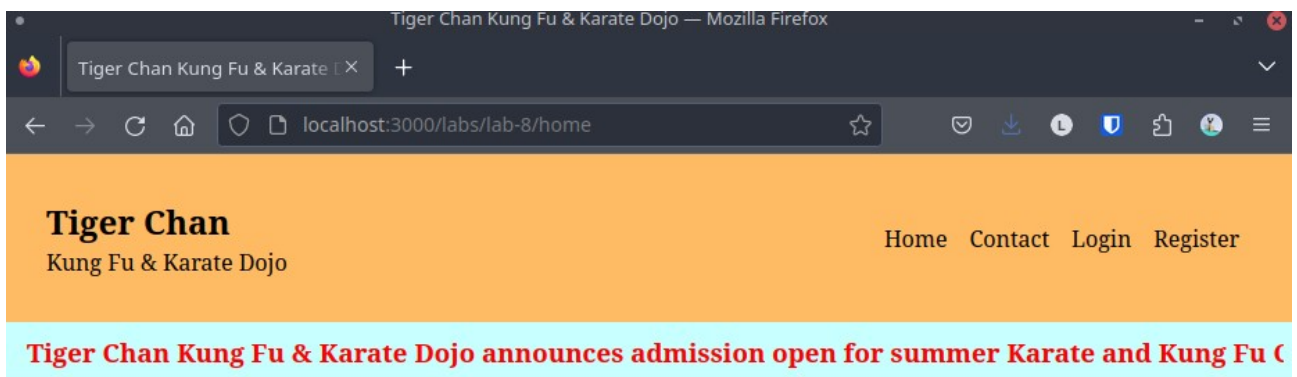 Tiger Chan Kung Fu & Karate Dojo — Mozilla Firefox
Tiger Chan Kung Fu & Karate
localhost:3000/labs/lab-8/home
L
Tiger Chan
Kung Fu & Karate Dojo
Home Contact Login Register
Tiger Chan Kung Fu & Karate Dojo announces admission open for summer Karate and Kung Fu